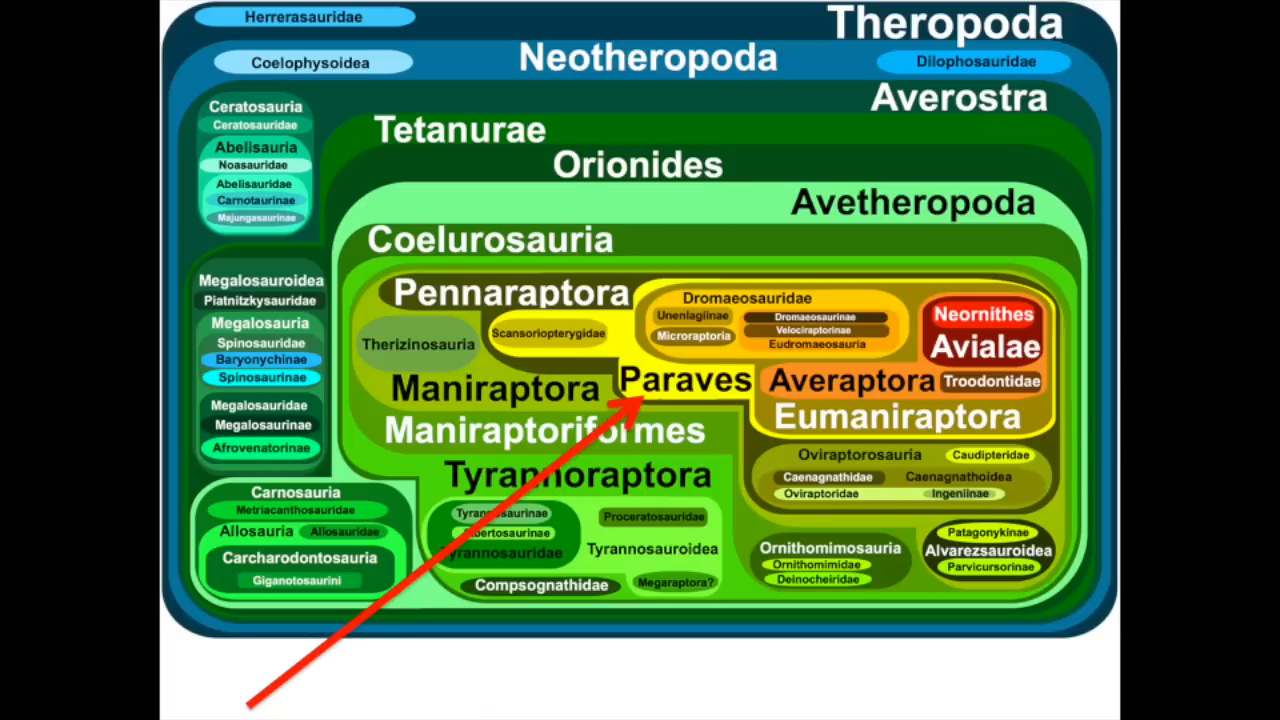 Herrerasauridae
Theropoda
Coelophysoidea
Neotheropoda
Dilophosauridae
Averostra
Ceratosauria
Ceratosauridae
Abelisauria
Noasauridae
Abelisauridae
Carnotaurinae
Majungasaurinae
Tetanurae
Orionides
Avetheropoda
Coelurosauria
Megalosauroidea
Piatnitzkysauridae
Megalosauria
Spinosauridae
Baryonychinae
Spinosaurinae
Megalosauridae
Megalosaurinae
Afrovenatorinae
Carnosauria
Metriacanthosauridae
Allosauria
Allosauridae
Carcharodontosauria
Giganotosaurini
Pennaraptora
Therizinosauria
Scansoriopterygidae
Maniraptora
Maniraptoriformes
Tyrannoraptora
Dromaeosauridae
Unenlagiinae
Microraptoria
Dromaeosaurinae
Velociraptorinae
Eudromaeosauria
Neornithes
Avialae
Paraves
Averaptora
Troodontidae
Eumaniraptora
Oviraptorosauria
Caudipteridae
Caenagnathidae
Caenagnathoidea
Oviraptoridae
Ingeniinae
Tyrannosaurinae
Albertosaurinae
Tyrannosauridae
Proceratosauridae
Tyrannosauroidea
Compsognathidae
Megaraptora?
Ornithomimosauria
Ornithomimidae
Deinocheiridae
Patagonykinae
Alvarezsauroidea
Parvicursorinae